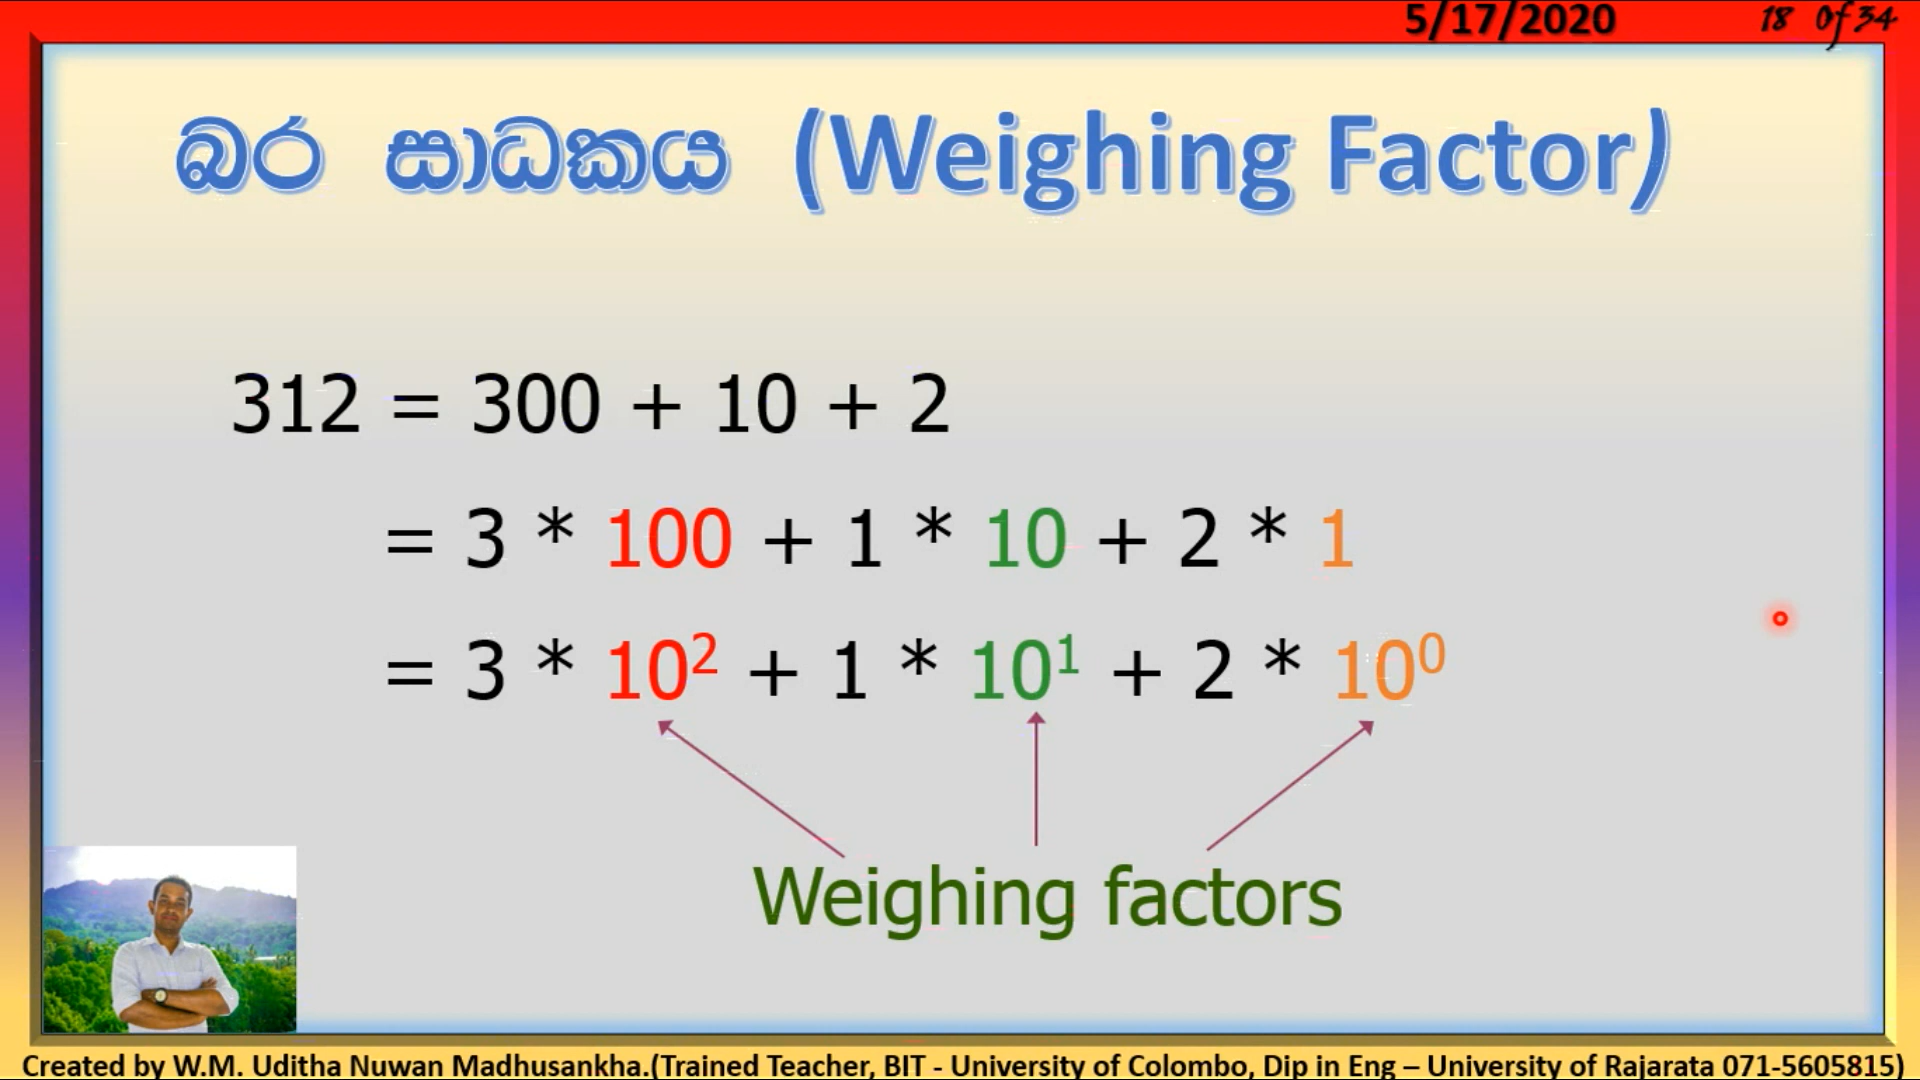 5/17/2020 18 Of 34
බර සාධකය (Weighing Factor)
312 = 300 + 10 + 2
= 3 * 100 + 1 * 10 + 2 * 1
= 3 * 10² + 1 * 10¹ + 2 * 10⁰
Weighing factors
Created by W.M. Uditha Nuwan Madhusankha.(Trained Teacher, BIT - University of Colombo, Dip in Eng – University of Rajarata 071-5605815)